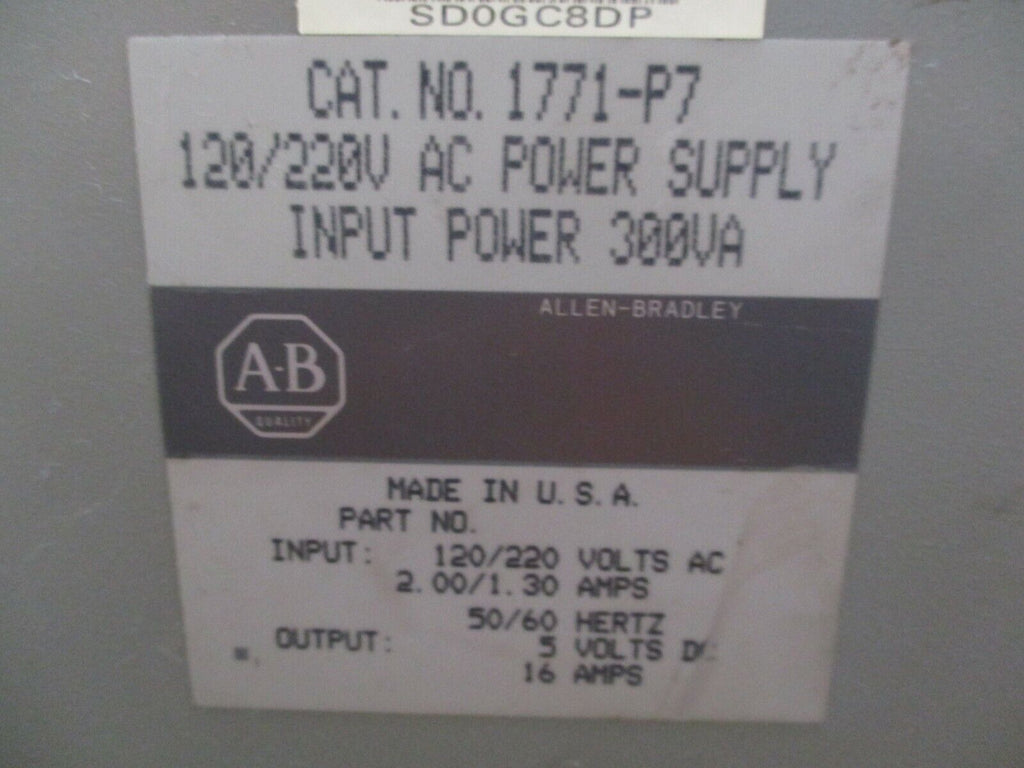 SD0GC8DP
CAT. NO. 1771-P7
120/220V AC POWER SUPPLY
INPUT POWER 300VA
ALLEN-BRADLEY
A-B
QUALITY
MADE IN U.S.A.
PART NO.
INPUT: 120/220 VOLTS AC
2.00/1.30 AMPS
50/60 HERTZ
OUTPUT: 5 VOLTS DC
16 AMPS